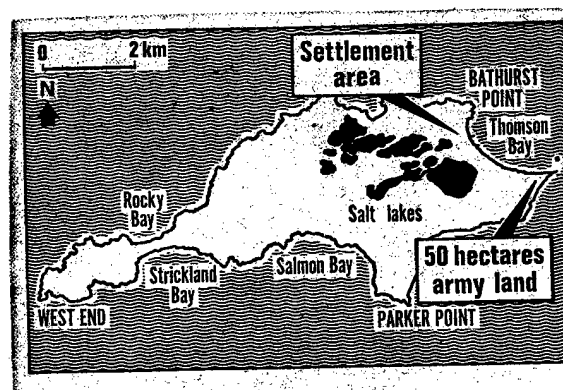 0 2 km
N
Settlement
area
BATHURST
POINT
Thomson
Bay
Rocky
Bay
Salt lakes
Strickland
Bay
Salmon Bay
50 hectares
army land
WEST END
PARKER POINT